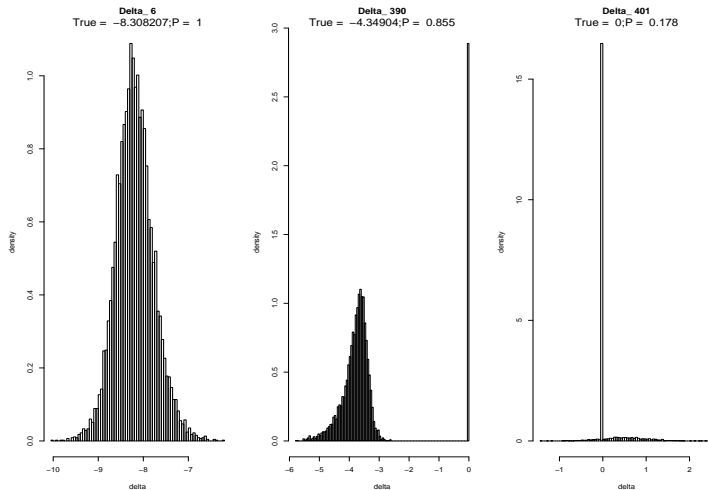 Delta_ 6
True = −8.308207;P = 1
density
0.0
0.2
0.4
0.6
0.8
1.0
−10
−9
−8
−7
delta
Delta_ 390
True = −4.34904;P = 0.855
density
0.0
0.5
1.0
1.5
2.0
2.5
3.0
−6
−5
−4
−3
−2
−1
0
delta
Delta_ 401
True = 0;P = 0.178
density
0
5
10
15
−1
0
1
2
delta